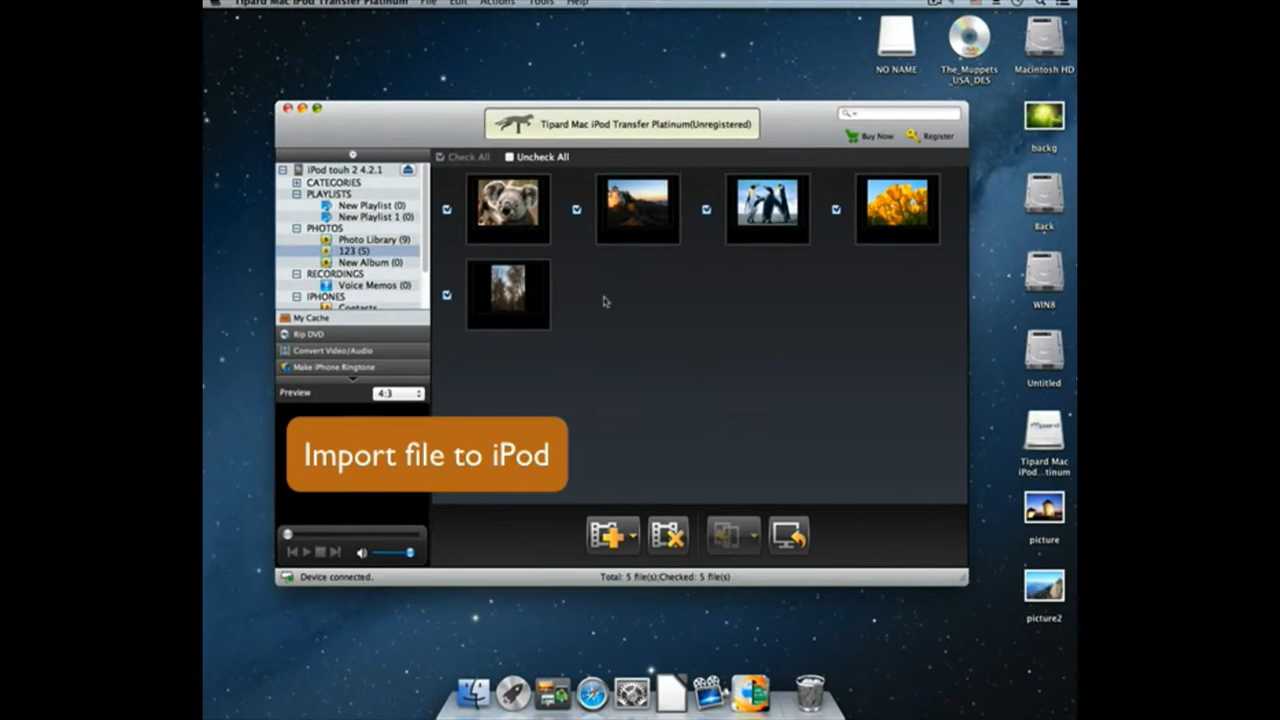 Tipard Mac iPod Transfer Platinum File Edit Actions Tools Help
NO NAME
The_Muppets
_USA_DES
Macintosh HD
Tipard Mac iPod Transfer Platinum(Unregistered)
Buy Now Register
backg
Check All Uncheck All
iPod touh 2 4.2.1
CATEGORIES
PLAYLISTS
New Playlist (0)
New Playlist 1 (0)
PHOTOS
Photo Library (9)
123 (5)
New Album (0)
RECORDINGS
Voice Memos (0)
IPHONES
Contacts
Back
WIN8
My Cache
Rip DVD
Convert Video/Audio
Make iPhone Ringtone
Preview 4:3
Untitled
Import file to iPod
Tipard
Tipard Mac
iPod...tinum
picture
Device connected. Total: 5 file(s);Checked: 5 file(s)
picture2